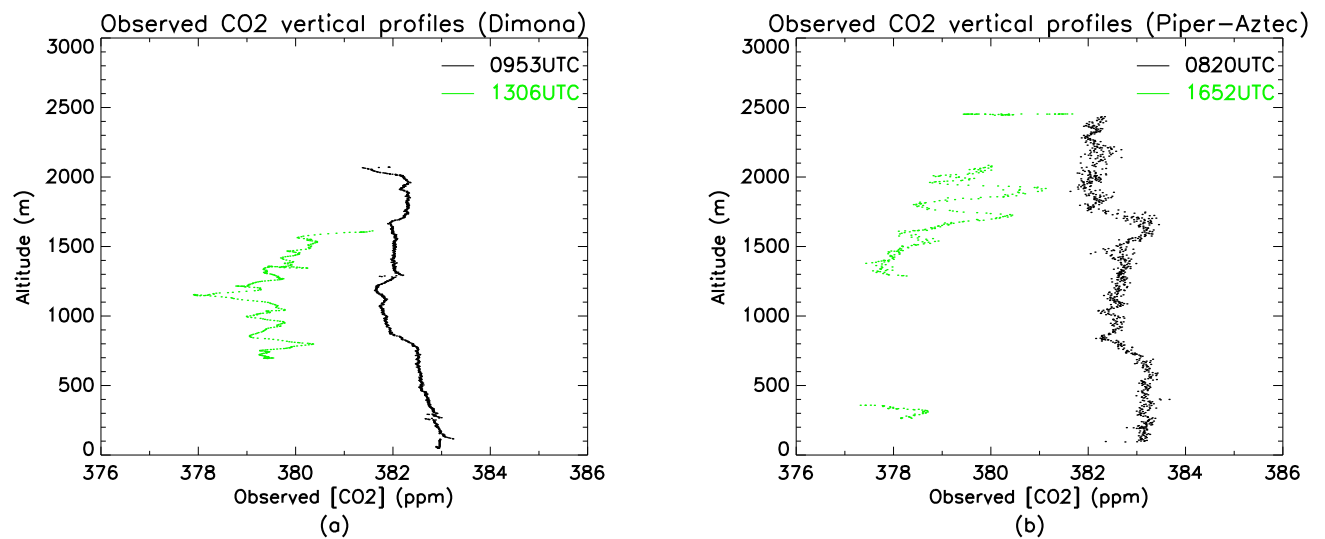 Observed CO2 vertical profiles (Dimona)
3000
2500
2000
1500
1000
500
0
Altitude (m)
0953UTC
1306UTC
376 378 380 382 384 386
Observed [CO2] (ppm)
(a)
Observed CO2 vertical profiles (Piper-Aztec)
3000
2500
2000
1500
1000
500
0
Altitude (m)
0820UTC
1652UTC
376 378 380 382 384 386
Observed [CO2] (ppm)
(b)